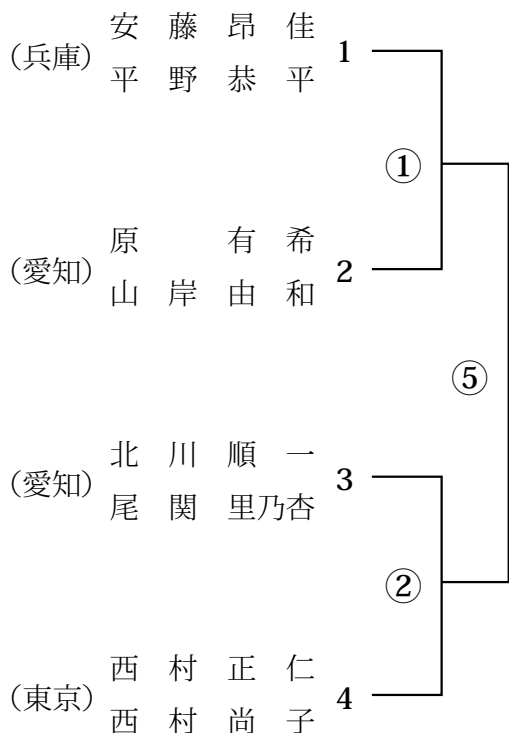 安藤昂佳
(兵庫) 1
平野恭平
①
原有希
(愛知) 2
山岸由和
⑤
北川順一
(愛知) 3
尾関里乃杏
②
西村正仁
(東京) 4
西村尚子